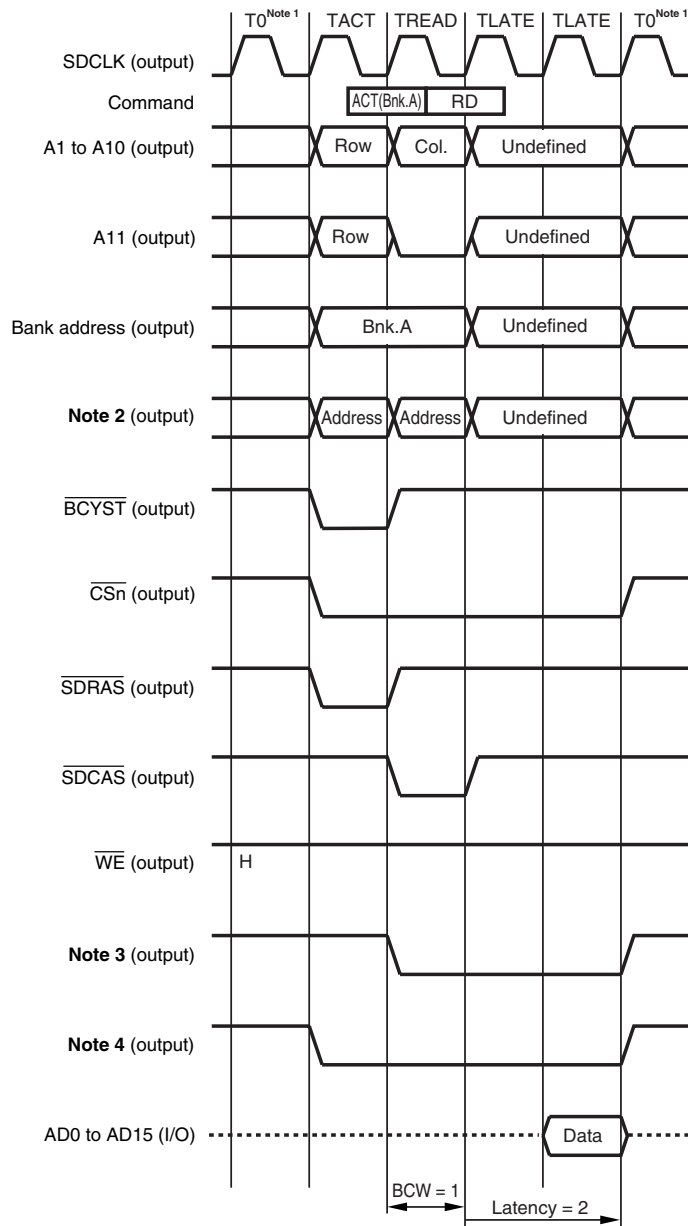 T0Note 1 TACT TREAD TLATE TLATE T0Note 1
SDCLK (output)
Command ACT(Bnk.A) RD
A1 to A10 (output) Row Col. Undefined
A11 (output) Row Undefined
Bank address (output) Bnk.A Undefined
Note 2 (output) Address Address Undefined
BCYST (output)
CSn (output)
SDRAS (output)
SDCAS (output)
WE (output) H
Note 3 (output)
Note 4 (output)
AD0 to AD15 (I/O) Data
BCW = 1
Latency = 2